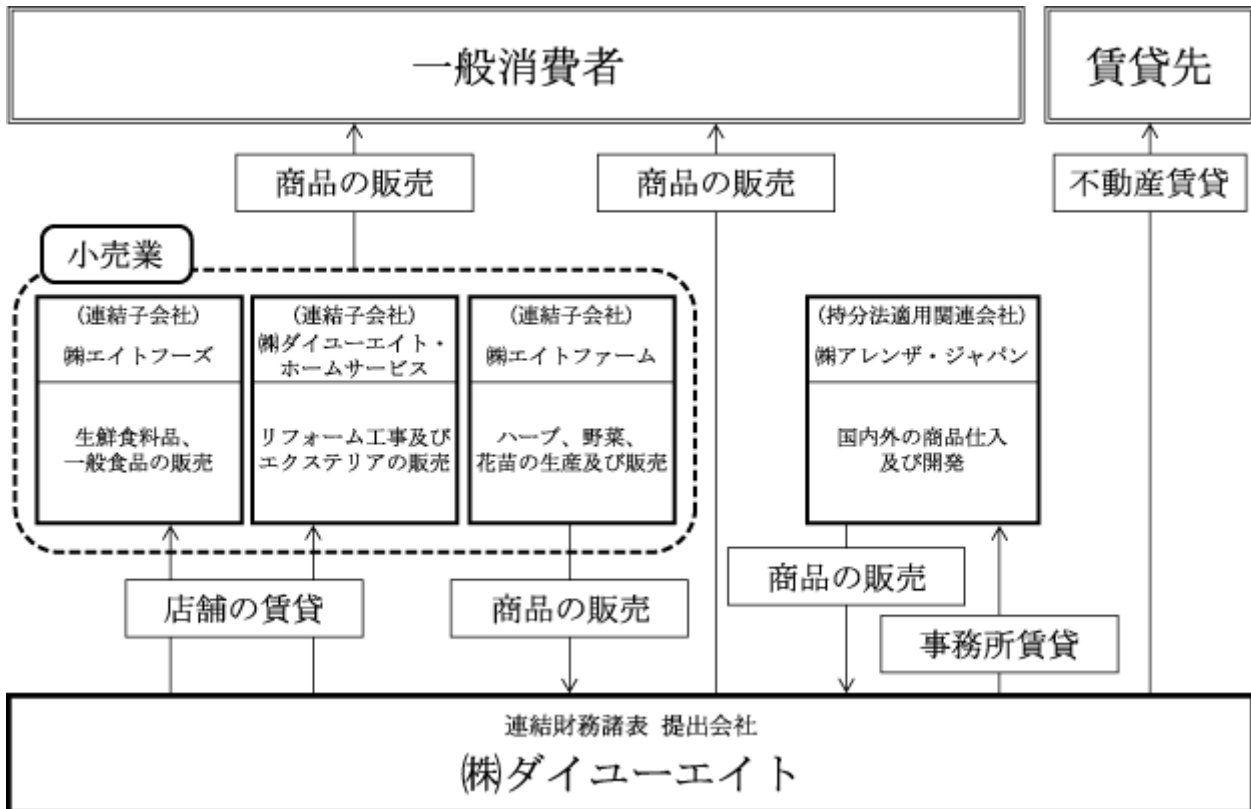 一般消費者
賃貸先
商品の販売
商品の販売
不動産賃貸
小売業
(連結子会社)
㈱エイトフーズ
生鮮食料品、
一般食品の販売
(連結子会社)
㈱ダイユーエイト・
ホームサービス
リフォーム工事及び
エクステリアの販売
(連結子会社)
㈱エイトファーム
ハーブ、野菜、
花苗の生産及び販売
(持分法適用関連会社)
㈱アレンザ・ジャパン
国内外の商品仕入
及び開発
店舗の賃貸
商品の販売
商品の販売
事務所賃貸
連結財務諸表 提出会社
㈱ダイユーエイト